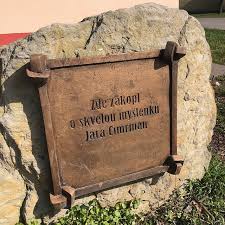 Zde zakopl
o skvělou myšlenku
Jára Cimrman